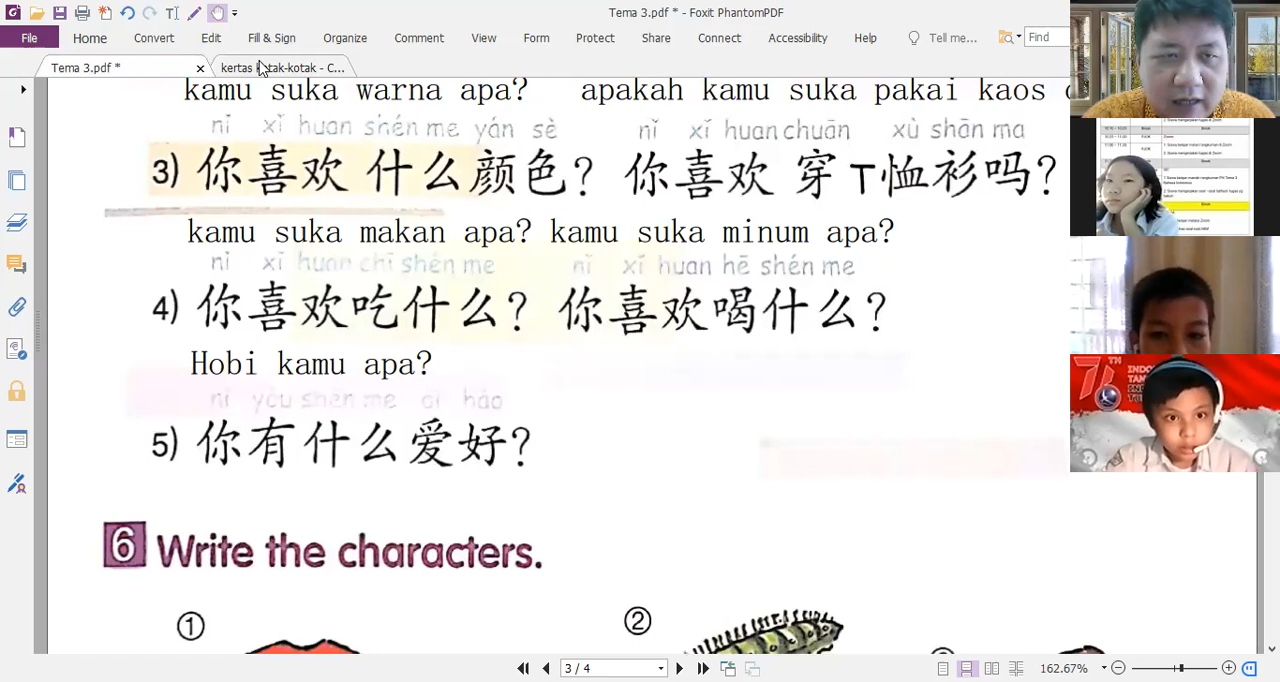 Tema 3.pdf * - Foxit PhantomPDF
File Home Convert Edit Fill & Sign Organize Comment View Form Protect Share Connect Accessibility Help Tell me... Find
Tema 3.pdf * kertas kotak-kotak - C...
kamu suka warna apa? apakah kamu suka pakai kaos
nǐ xǐ huan shén me yán sè nǐ xǐ huan chuān xù shān ma
3) 你喜欢 什么颜色? 你喜欢 穿 T恤衫吗?
kamu suka makan apa? kamu suka minum apa?
nǐ xǐ huan chī shén me nǐ xǐ huan hē shén me
4) 你喜欢吃什么? 你喜欢喝什么?
Hobi kamu apa?
nǐ yǒu shén me ài hào
5) 你有什么爱好?
6 Write the characters.
① ②
3 / 4 162.67%